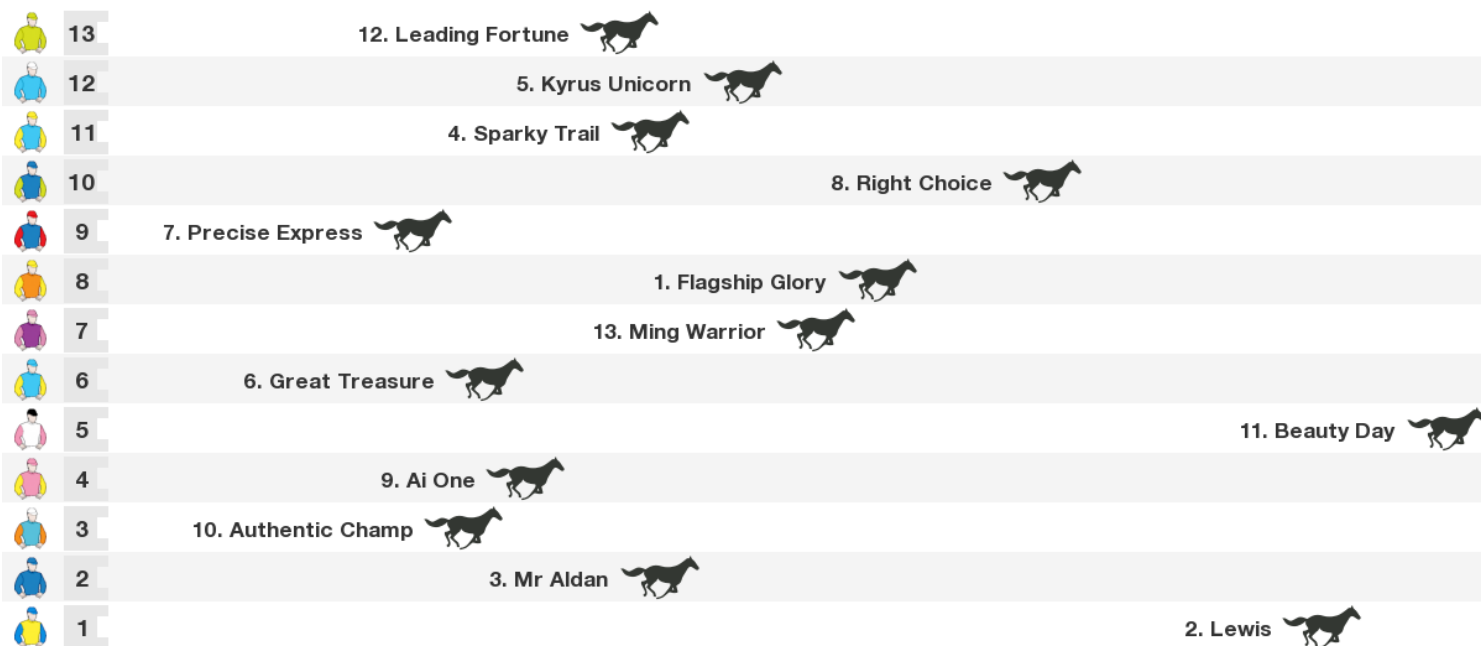 13 12. Leading Fortune
12 5. Kyrus Unicorn
11 4. Sparky Trail
10 8. Right Choice
9 7. Precise Express
8 1. Flagship Glory
7 13. Ming Warrior
6 6. Great Treasure
5 11. Beauty Day
4 9. Ai One
3 10. Authentic Champ
2 3. Mr Aldan
1 2. Lewis